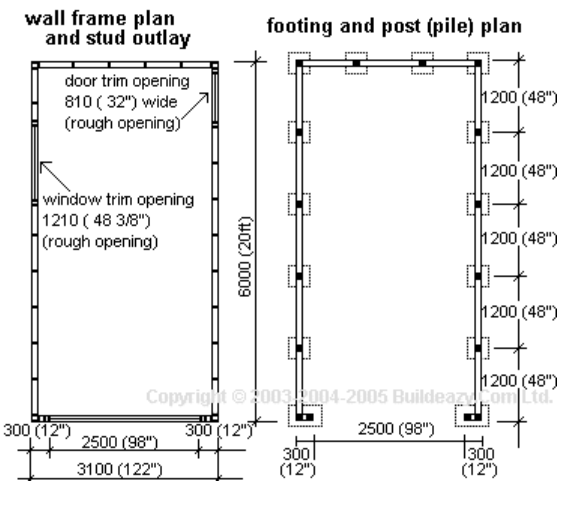 wall frame plan
and stud outlay
footing and post (pile) plan
door trim opening
810 ( 32") wide
(rough opening)
window trim opening
1210 ( 48 3/8")
(rough opening)
6000 (20ft)
1200 (48")
1200 (48")
1200 (48")
1200 (48")
1200 (48")
Copyright © 2003-2004-2005 Buildeazy.Com Ltd.
300 (12")
300 (12")
2500 (98")
3100 (122")
2500 (98")
300
(12")
300
(12")